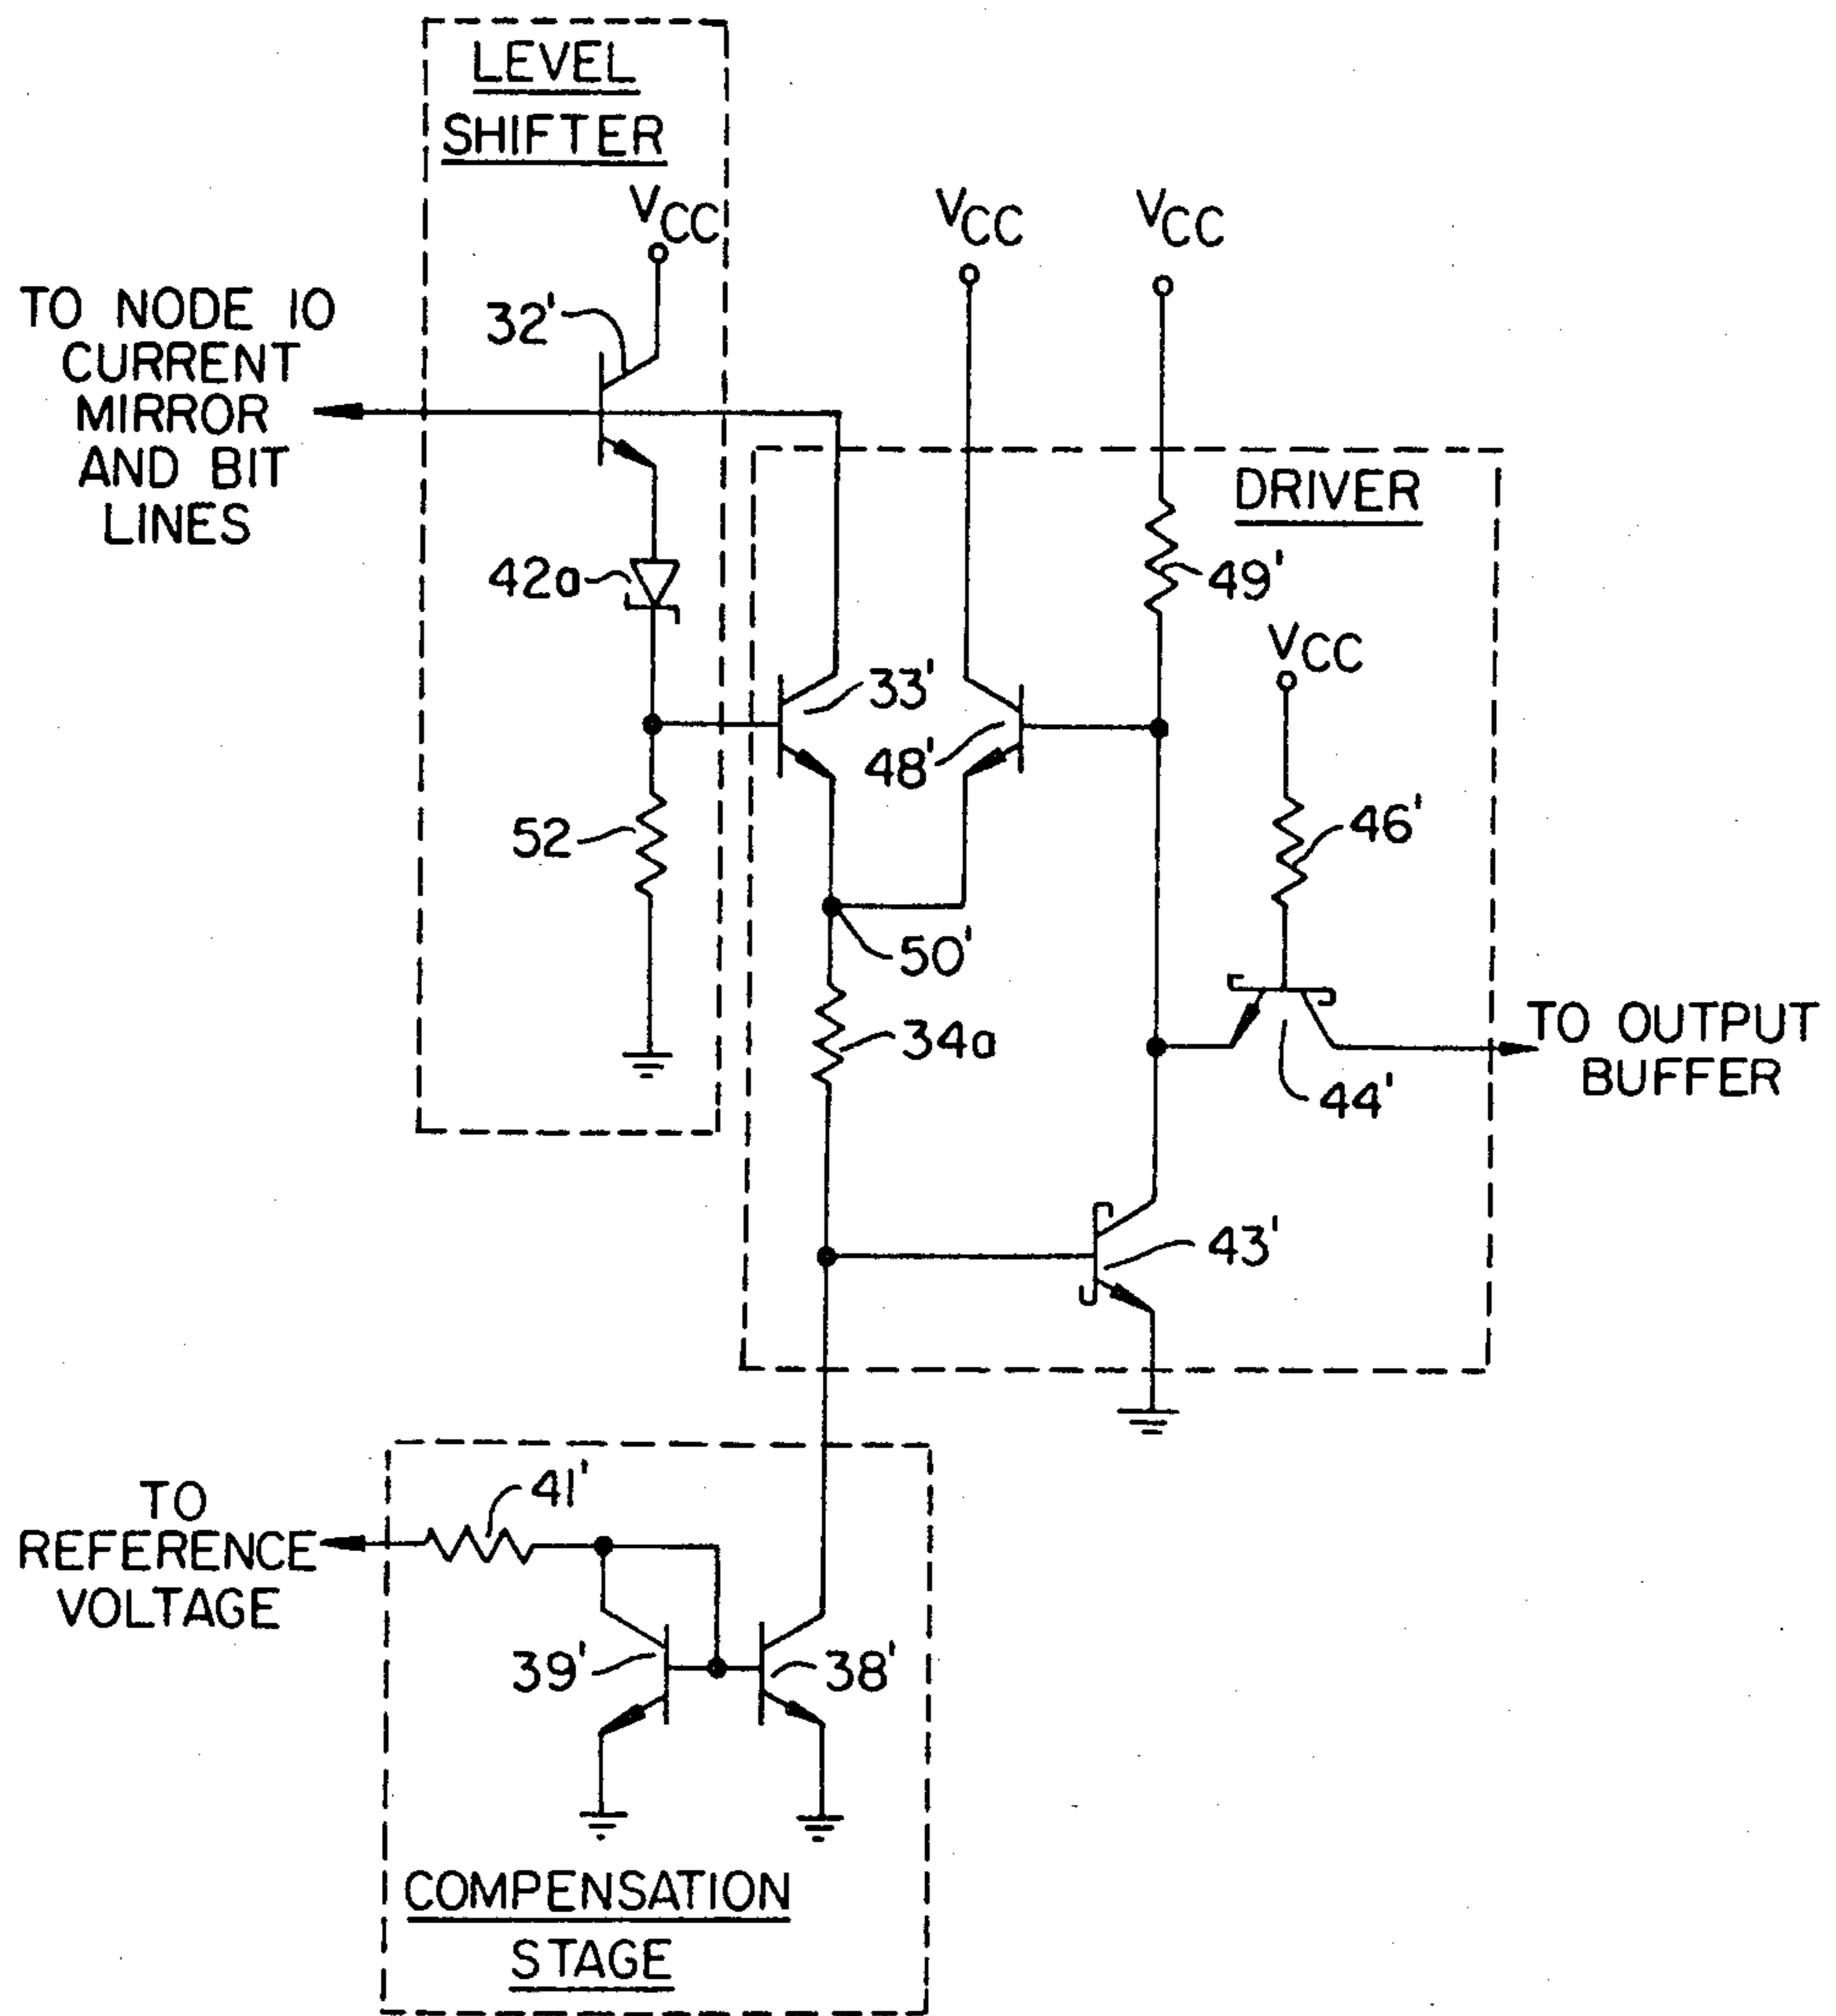 LEVEL
SHIFTER
VCC
VCC
VCC
TO NODE 10
CURRENT
MIRROR
AND BIT
LINES
32'
DRIVER
42a
49'
VCC
33'
48'
52
46'
50'
34a
TO OUTPUT
BUFFER
44'
43'
TO
REFERENCE
VOLTAGE
41'
39'
38'
COMPENSATION
STAGE